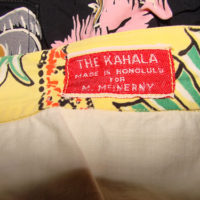 THE KAHALA
MADE IN HONOLULU
FOR
M. McINERNY